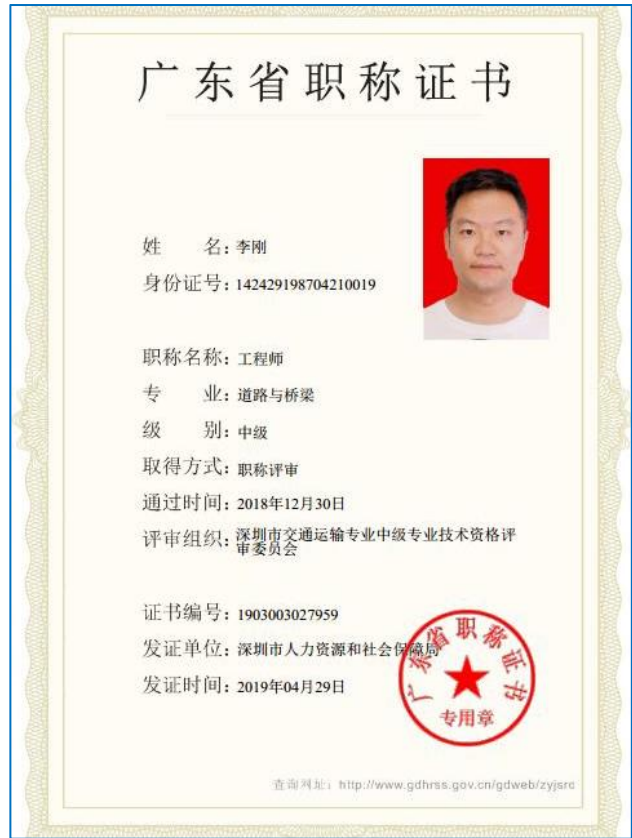 广东省职称证书
姓 名：李刚
身份证号：142429198704210019
职称名称：工程师
专 业：道路与桥梁
级 别：中级
取得方式：职称评审
通过时间：2018年12月30日
评审组织：深圳市交通运输专业中级专业技术资格评
审委员会
证书编号：1903003027959
发证单位：深圳市人力资源和社会保障局
发证时间：2019年04月29日
广东省职称证书
专用章
查询网址：http://www.gdhrss.gov.cn/gdweb/zyjsrc